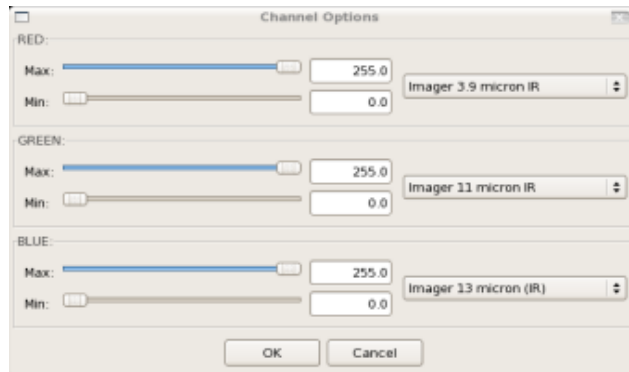 Channel Options
RED:
Max: 255.0
Imager 3.9 micron IR
Min: 0.0
GREEN:
Max: 255.0
Imager 11 micron IR
Min: 0.0
BLUE:
Max: 255.0
Imager 13 micron (IR)
Min: 0.0
OK Cancel